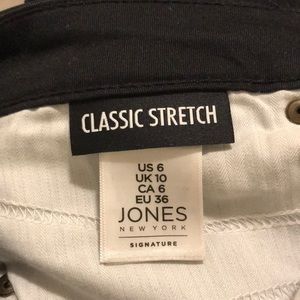 CLASSIC STRETCH
US 6
UK 10
CA 6
EU 36
JONES
NEW YORK
SIGNATURE